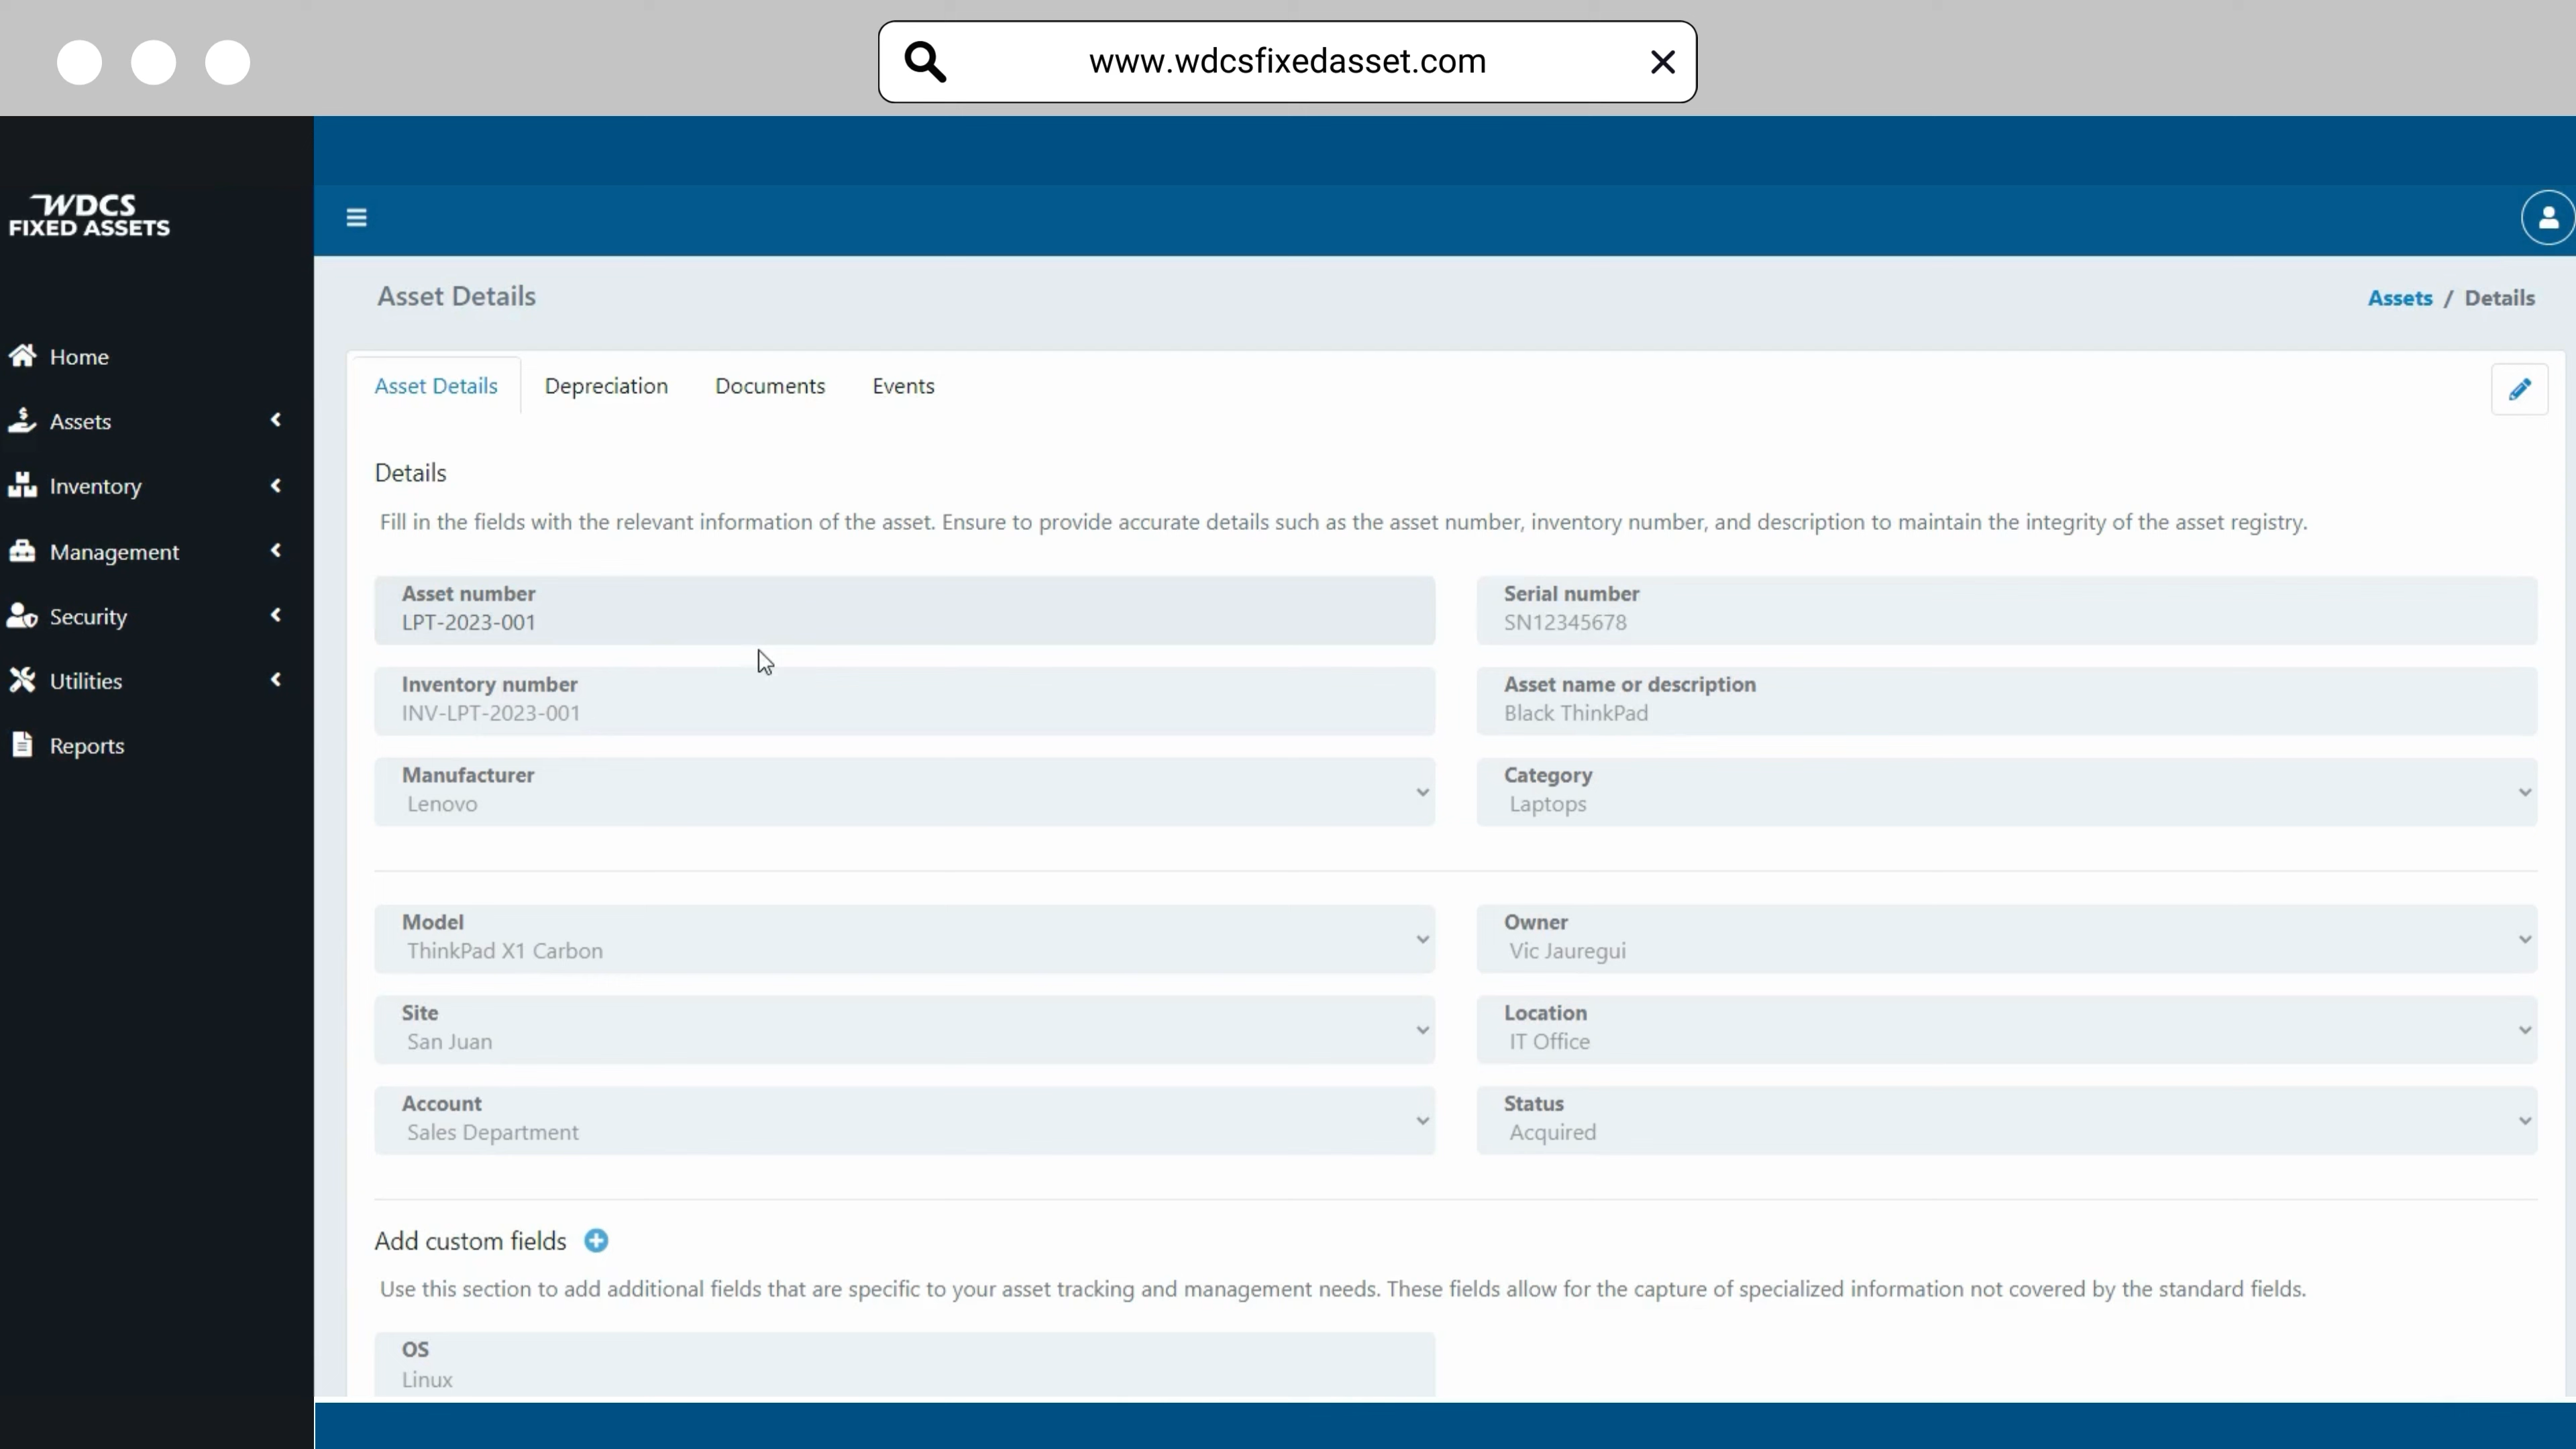 www.wdcsfixedasset.com
WDCS
FIXED ASSETS
Home
Assets
Inventory
Management
Security
Utilities
Reports
Asset Details
Assets / Details
Asset Details Depreciation Documents Events
Details
Fill in the fields with the relevant information of the asset. Ensure to provide accurate details such as the asset number, inventory number, and description to maintain the integrity of the asset registry.
Asset number
LPT-2023-001
Serial number
SN12345678
Inventory number
INV-LPT-2023-001
Asset name or description
Black ThinkPad
Manufacturer
Lenovo
Category
Laptops
Model
ThinkPad X1 Carbon
Owner
Vic Jauregui
Site
San Juan
Location
IT Office
Account
Sales Department
Status
Acquired
Add custom fields
Use this section to add additional fields that are specific to your asset tracking and management needs. These fields allow for the capture of specialized information not covered by the standard fields.
OS
Linux